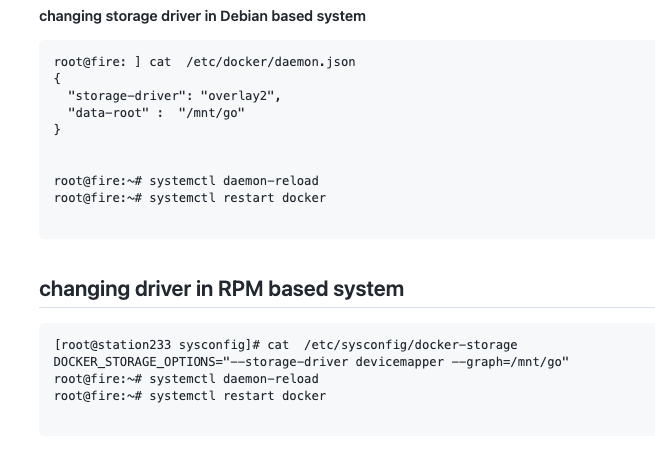 changing storage driver in Debian based system
root@fire: ] cat  /etc/docker/daemon.json
{
  "storage-driver": "overlay2",
  "data-root" :  "/mnt/go"
}
root@fire:~# systemctl daemon-reload
root@fire:~# systemctl restart docker
changing driver in RPM based system
[root@station233 sysconfig]# cat  /etc/sysconfig/docker-storage
DOCKER_STORAGE_OPTIONS="--storage-driver devicemapper --graph=/mnt/go"
root@fire:~# systemctl daemon-reload
root@fire:~# systemctl restart docker